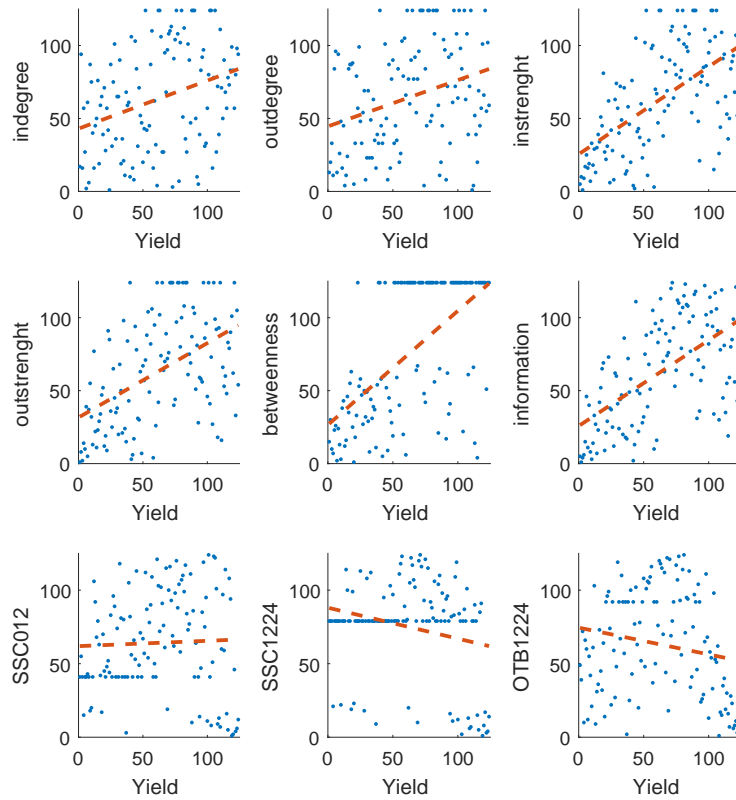 indegree
100
50
0
0 50 100
Yield
outdegree
100
50
0
0 50 100
Yield
instrenght
100
50
0
0 50 100
Yield
outstrenght
100
50
0
0 50 100
Yield
betweenness
100
50
0
0 50 100
Yield
information
100
50
0
0 50 100
Yield
SSC012
100
50
0
0 50 100
Yield
SSC1224
100
50
0
0 50 100
Yield
OTB1224
100
50
0
0 50 100
Yield